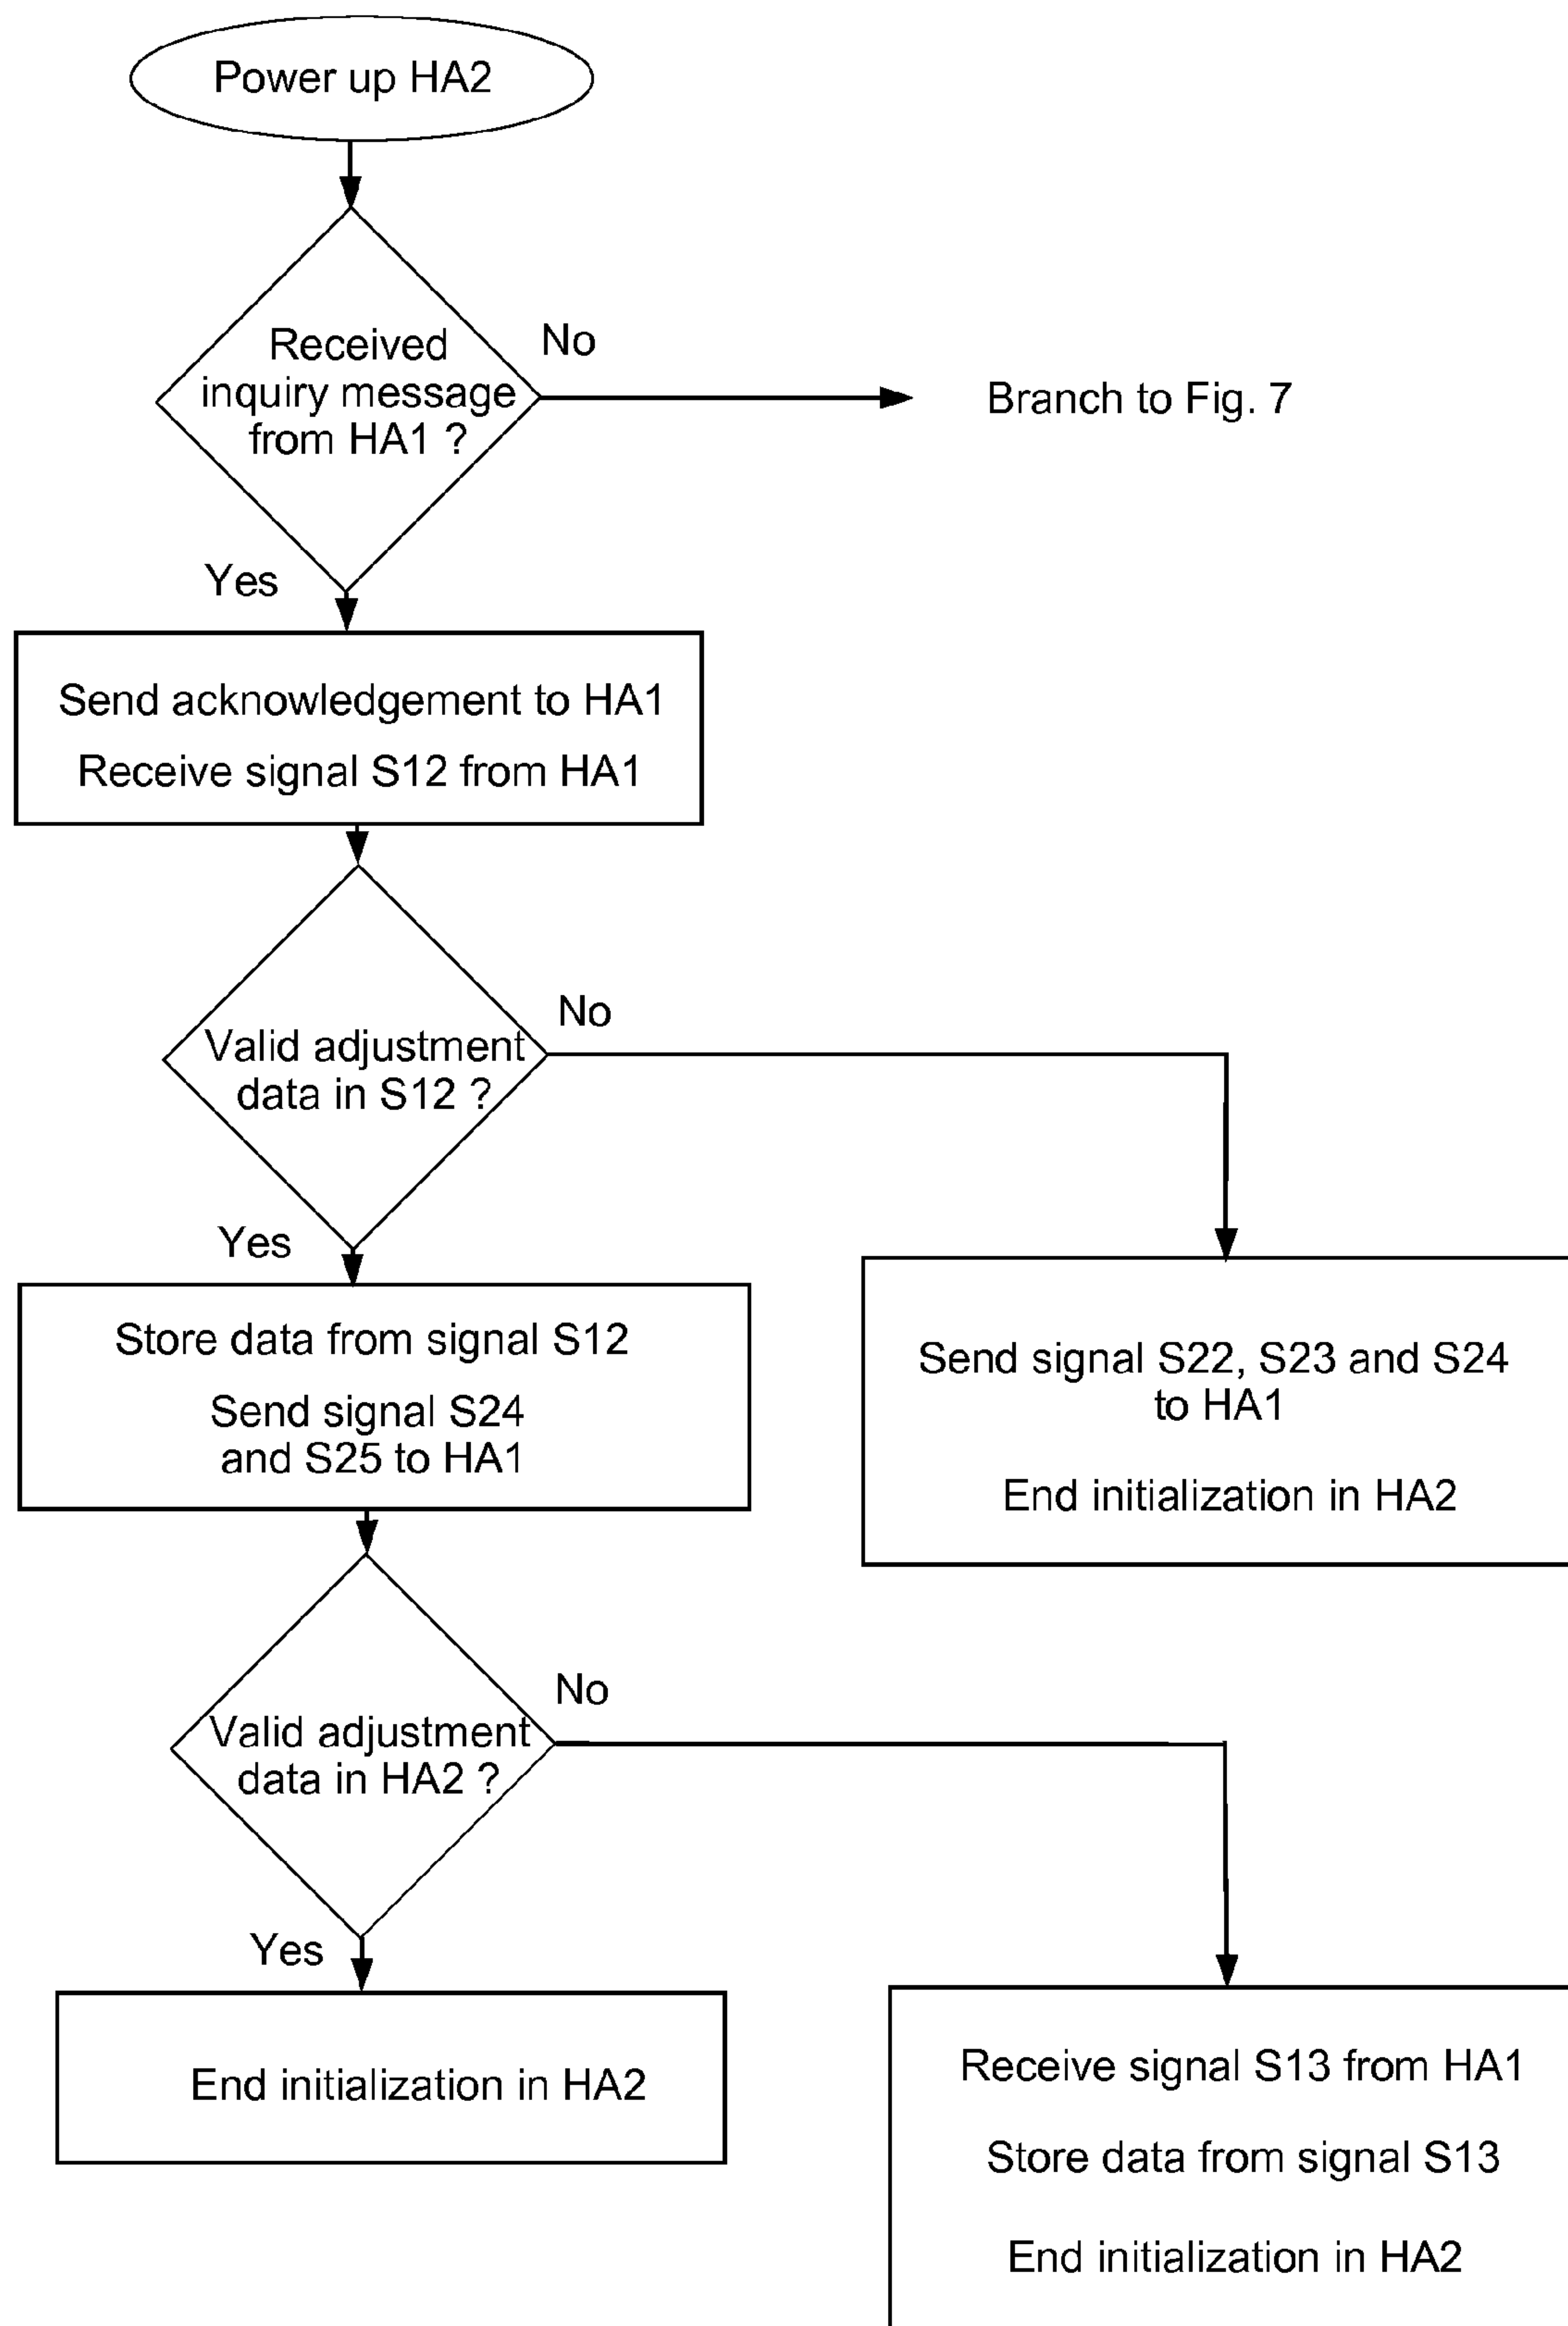 Power up HA2
Received
inquiry message
from HA1 ?
No
Branch to Fig. 7
Yes
Send acknowledgement to HA1
Receive signal S12 from HA1
Valid adjustment
data in S12 ?
No
Yes
Store data from signal S12
Send signal S24
and S25 to HA1
Send signal S22, S23 and S24
to HA1
End initialization in HA2
Valid adjustment
data in HA2 ?
No
Yes
End initialization in HA2
Receive signal S13 from HA1
Store data from signal S13
End initialization in HA2